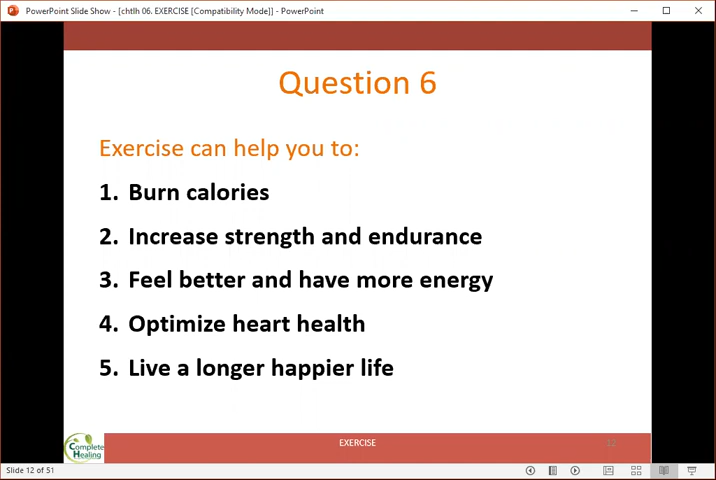 PowerPoint Slide Show - [chtlh 06. EXERCISE [Compatibility Mode]] - PowerPoint
Question 6
Exercise can help you to:
1. Burn calories
2. Increase strength and endurance
3. Feel better and have more energy
4. Optimize heart health
5. Live a longer happier life
Complete
Healing
EXERCISE
12
Slide 12 of 51